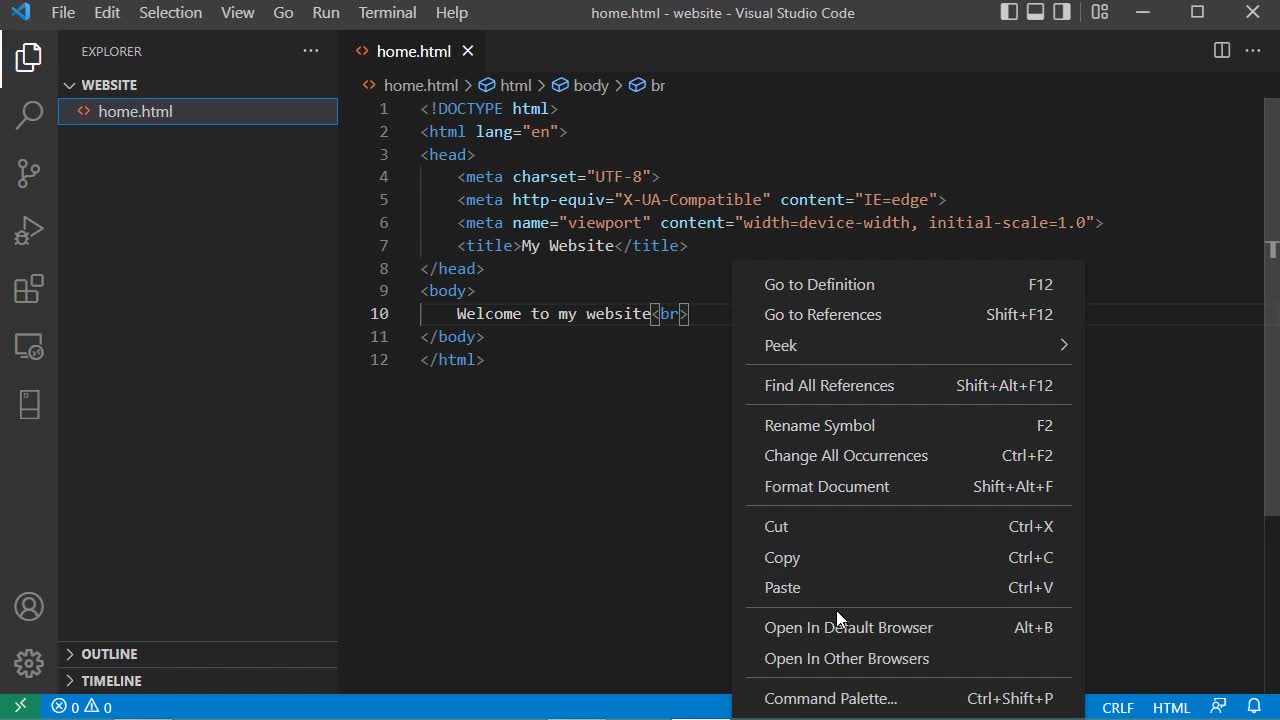 File Edit Selection View Go Run Terminal Help home.html - website - Visual Studio Code
EXPLORER
WEBSITE
home.html
OUTLINE
TIMELINE
home.html
home.html > html > body > br
1 <!DOCTYPE html>
2 <html lang="en">
3 <head>
4 <meta charset="UTF-8">
5 <meta http-equiv="X-UA-Compatible" content="IE=edge">
6 <meta name="viewport" content="width=device-width, initial-scale=1.0">
7 <title>My Website</title>
8 </head>
9 <body>
10 Welcome to my website<br>
11 </body>
12 </html>
Go to Definition F12
Go to References Shift+F12
Peek
Find All References Shift+Alt+F12
Rename Symbol F2
Change All Occurrences Ctrl+F2
Format Document Shift+Alt+F
Cut Ctrl+X
Copy Ctrl+C
Paste Ctrl+V
Open In Default Browser Alt+B
Open In Other Browsers
Command Palette... Ctrl+Shift+P
0 0 CRLF HTML